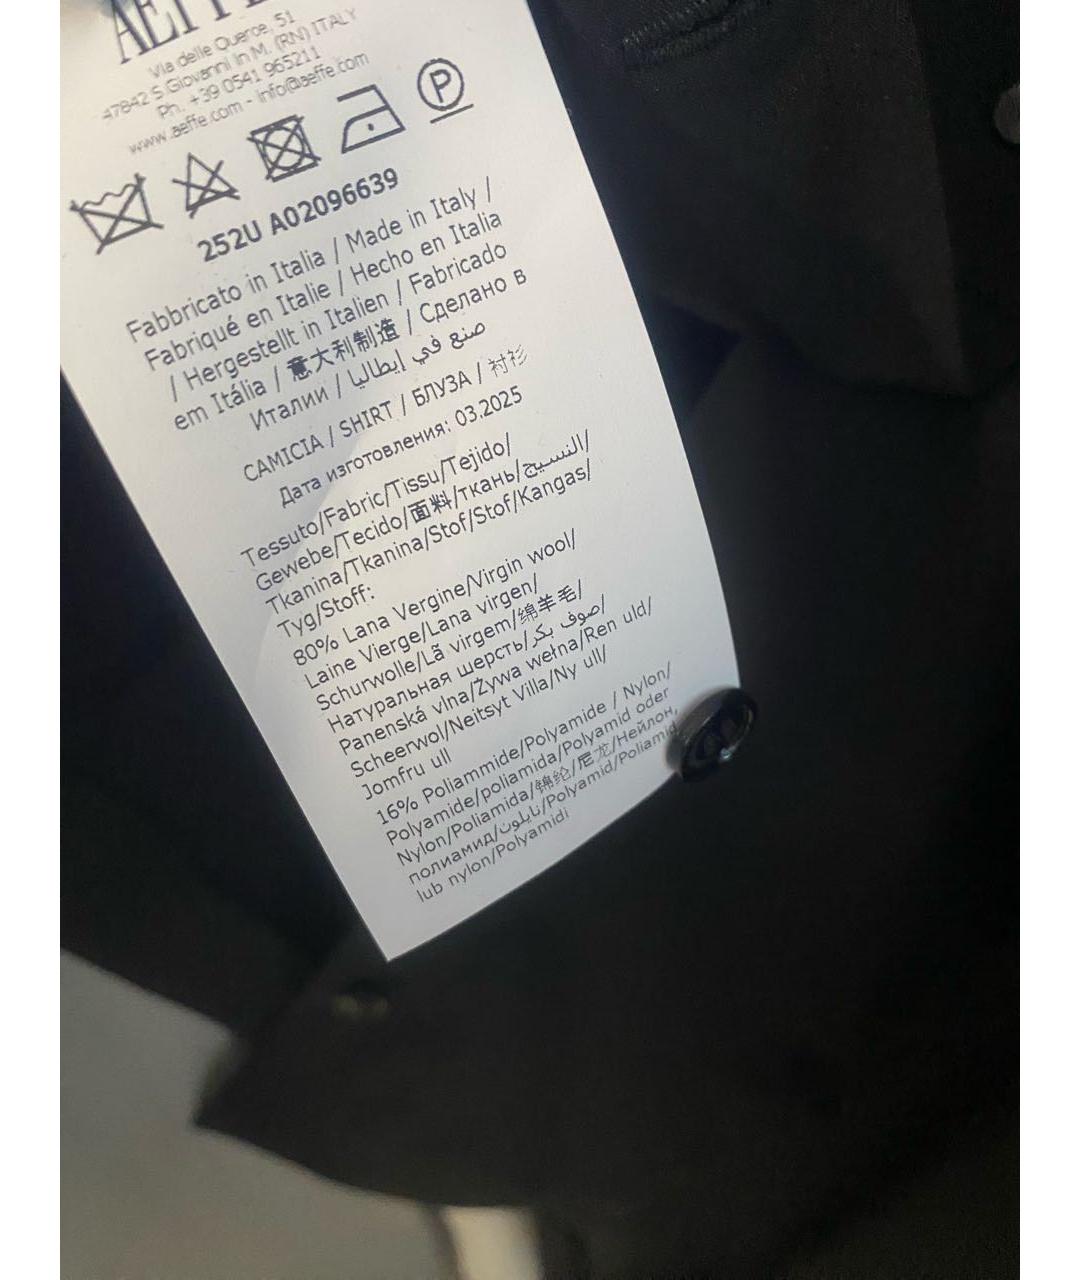 Via delle Querce, 51
47842 S.Giovanni in M. (RN) ITALY
Ph. +39 0541 965211
www.aeffe.com - info@aeffe.com
P
252U A02096639
Fabbricato in Italia / Made in Italy /
Fabriqué en Italie / Hecho en Italia
/ Hergestellt in Italien / Fabricado
em Itália / 意大利制造 / Сделано в
Италии / صنع في إيطاليا
CAMICIA / SHIRT / БЛУЗА / 衬衫
Дата изготовления: 03.2025
Tessuto/Fabric/Tissu/Tejido/
Gewebe/Tecido/面料/ткань/النسيج/
Tkanina/Tkanina/Stof/Stof/Kangas/
Tyg/Stoff:
80% Lana Vergine/Virgin wool/
Laine Vierge/Lana virgen/
Schurwolle/Lã virgem/绵羊毛/
Натуральная шерсть/صوف بكر/
Panenská vlna/Żywa wełna/Ren uld/
Scheerwol/Neitsyt Villa/Ny ull/
Jomfru ull
16% Poliammide/Polyamide / Nylon/
Polyamide/poliamida/Polyamid oder
Nylon/Poliamida/锦纶/尼龙/Нейлон,
полиамид/نايلون/Polyamid/Poliamid
lub nylon/Polyamidi